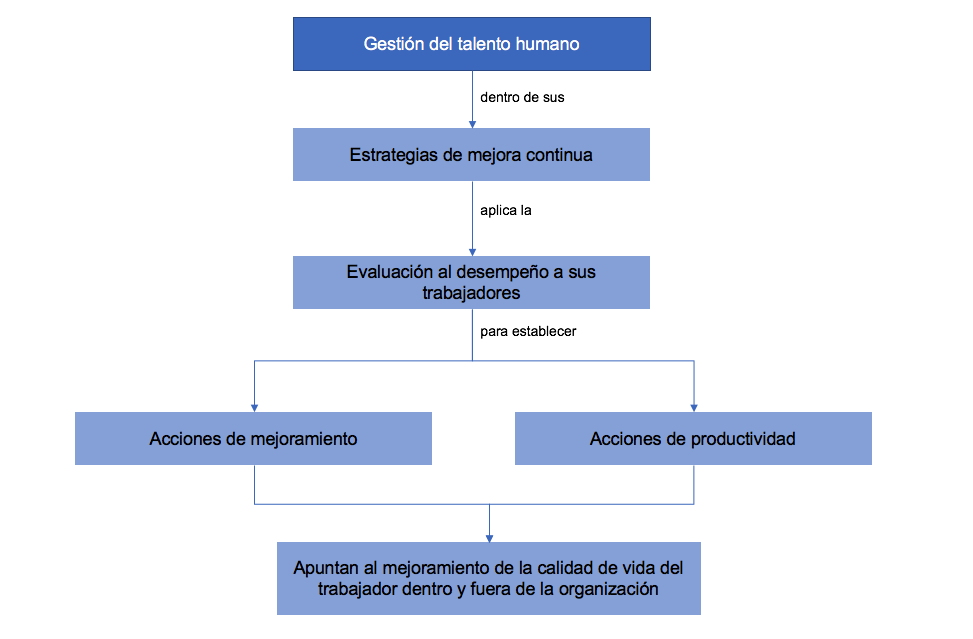 Gestión del talento humano
dentro de sus
Estrategias de mejora continua
aplica la
Evaluación al desempeño a sus
trabajadores
para establecer
Acciones de mejoramiento
Acciones de productividad
Apuntan al mejoramiento de la calidad de vida del
trabajador dentro y fuera de la organización